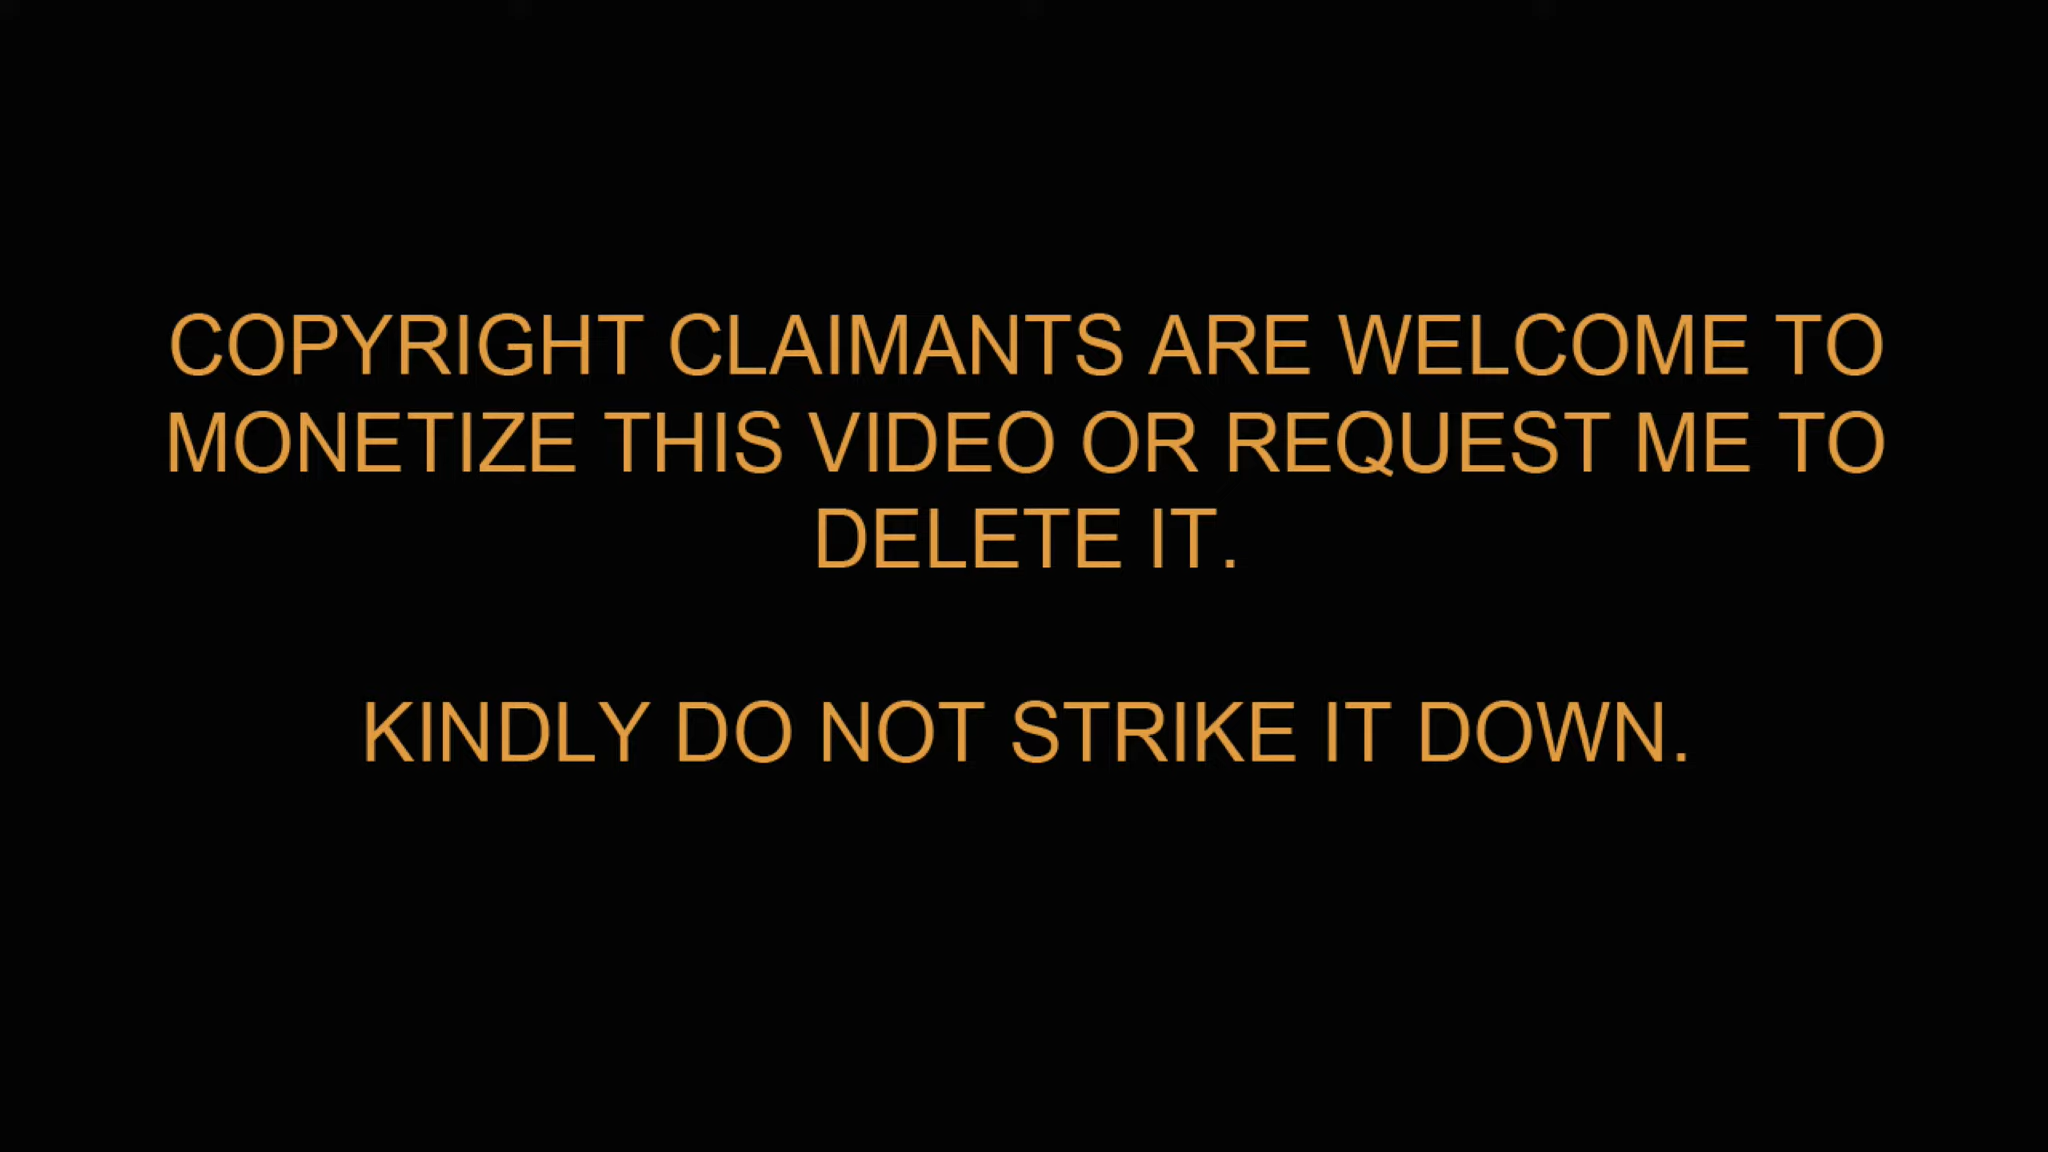 COPYRIGHT CLAIMANTS ARE WELCOME TO
MONETIZE THIS VIDEO OR REQUEST ME TO
DELETE IT.
KINDLY DO NOT STRIKE IT DOWN.